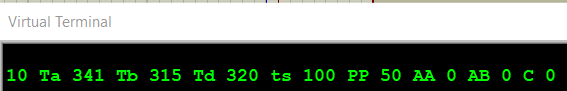 Virtual Terminal
10 Ta 341 Tb 315 Td 320 ts 100 PP 50 AA 0 AB 0 C 0